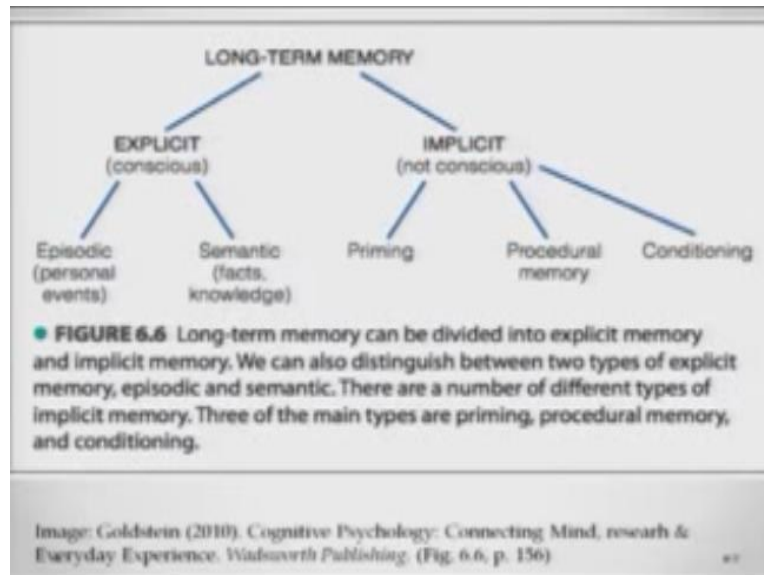 LONG-TERM MEMORY
EXPLICIT
(conscious)
IMPLICIT
(not conscious)
Episodic
(personal
events)
Semantic
(facts,
knowledge)
Priming
Procedural
memory
Conditioning
• FIGURE 6.6 Long-term memory can be divided into explicit memory
and implicit memory. We can also distinguish between two types of explicit
memory, episodic and semantic. There are a number of different types of
implicit memory. Three of the main types are priming, procedural memory,
and conditioning.
Image: Goldstein (2010). Cognitive Psychology: Connecting Mind, researh &
Everyday Experience. Wadsworth Publishing. (Fig. 6.6, p. 156)